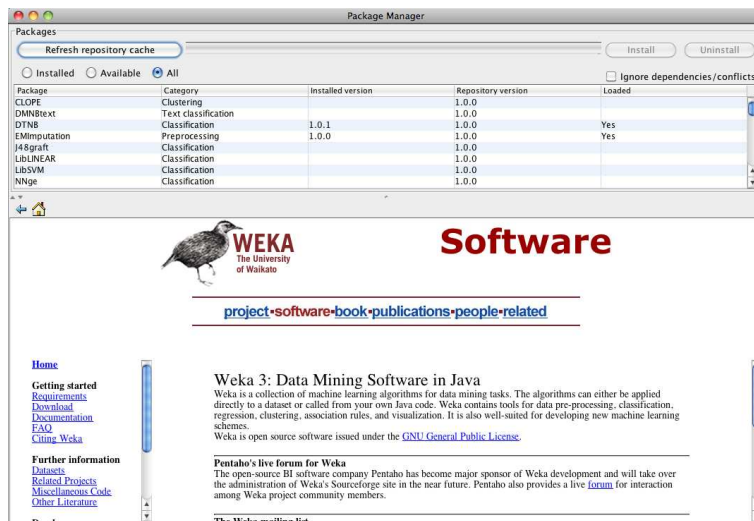 Package Manager
Packages
Refresh repository cache
Install Uninstall
Installed Available All
Ignore dependencies/conflicts
Package Category Installed version Repository version Loaded
CLOPE Clustering 1.0.0
DMNBtext Text classification 1.0.0
DTNB Classification 1.0.1 1.0.0 Yes
EMImputation Preprocessing 1.0.0 1.0.0 Yes
J48graft Classification 1.0.0
LibLINEAR Classification 1.0.0
LibSVM Classification 1.0.0
NNge Classification 1.0.0
WEKA
The University
of Waikato
Software
project▪software▪book▪publications▪people▪related
Home
Getting started
Requirements
Download
Documentation
FAQ
Citing Weka
Further information
Datasets
Related Projects
Miscellaneous Code
Other Literature
Weka 3: Data Mining Software in Java
Weka is a collection of machine learning algorithms for data mining tasks. The algorithms can either be applied
directly to a dataset or called from your own Java code. Weka contains tools for data pre-processing, classification,
regression, clustering, association rules, and visualization. It is also well-suited for developing new machine learning
schemes.
Weka is open source software issued under the GNU General Public License.
Pentaho's live forum for Weka
The open-source BI software company Pentaho has become major sponsor of Weka development and will take over
the administration of Weka's Sourceforge site in the near future. Pentaho also provides a live forum for interaction
among Weka project community members.
The Weka mailing list